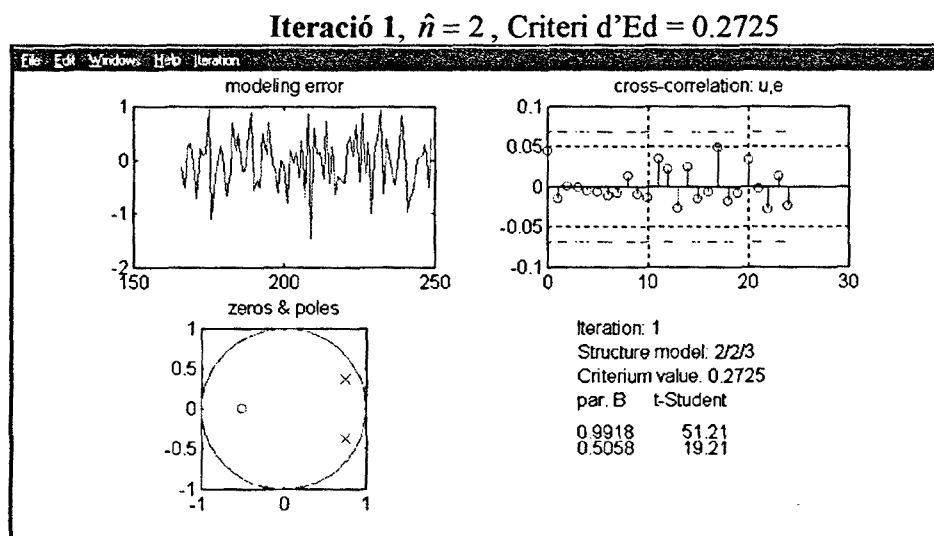 Iteració 1, n̂ = 2 , Criteri d'Ed = 0.2725
File Edit Windows Help Iteration
modeling error
1
0
-1
-2
150 200 250
cross-correlation: u,e
0.1
0.05
0
-0.05
-0.1
0 10 20 30
zeros & poles
1
0.5
0
-0.5
-1
-1 0 1
Iteration: 1
Structure model: 2/2/3
Criterium value. 0.2725
par. B t-Student
0.9918 51.21
0.5058 19.21